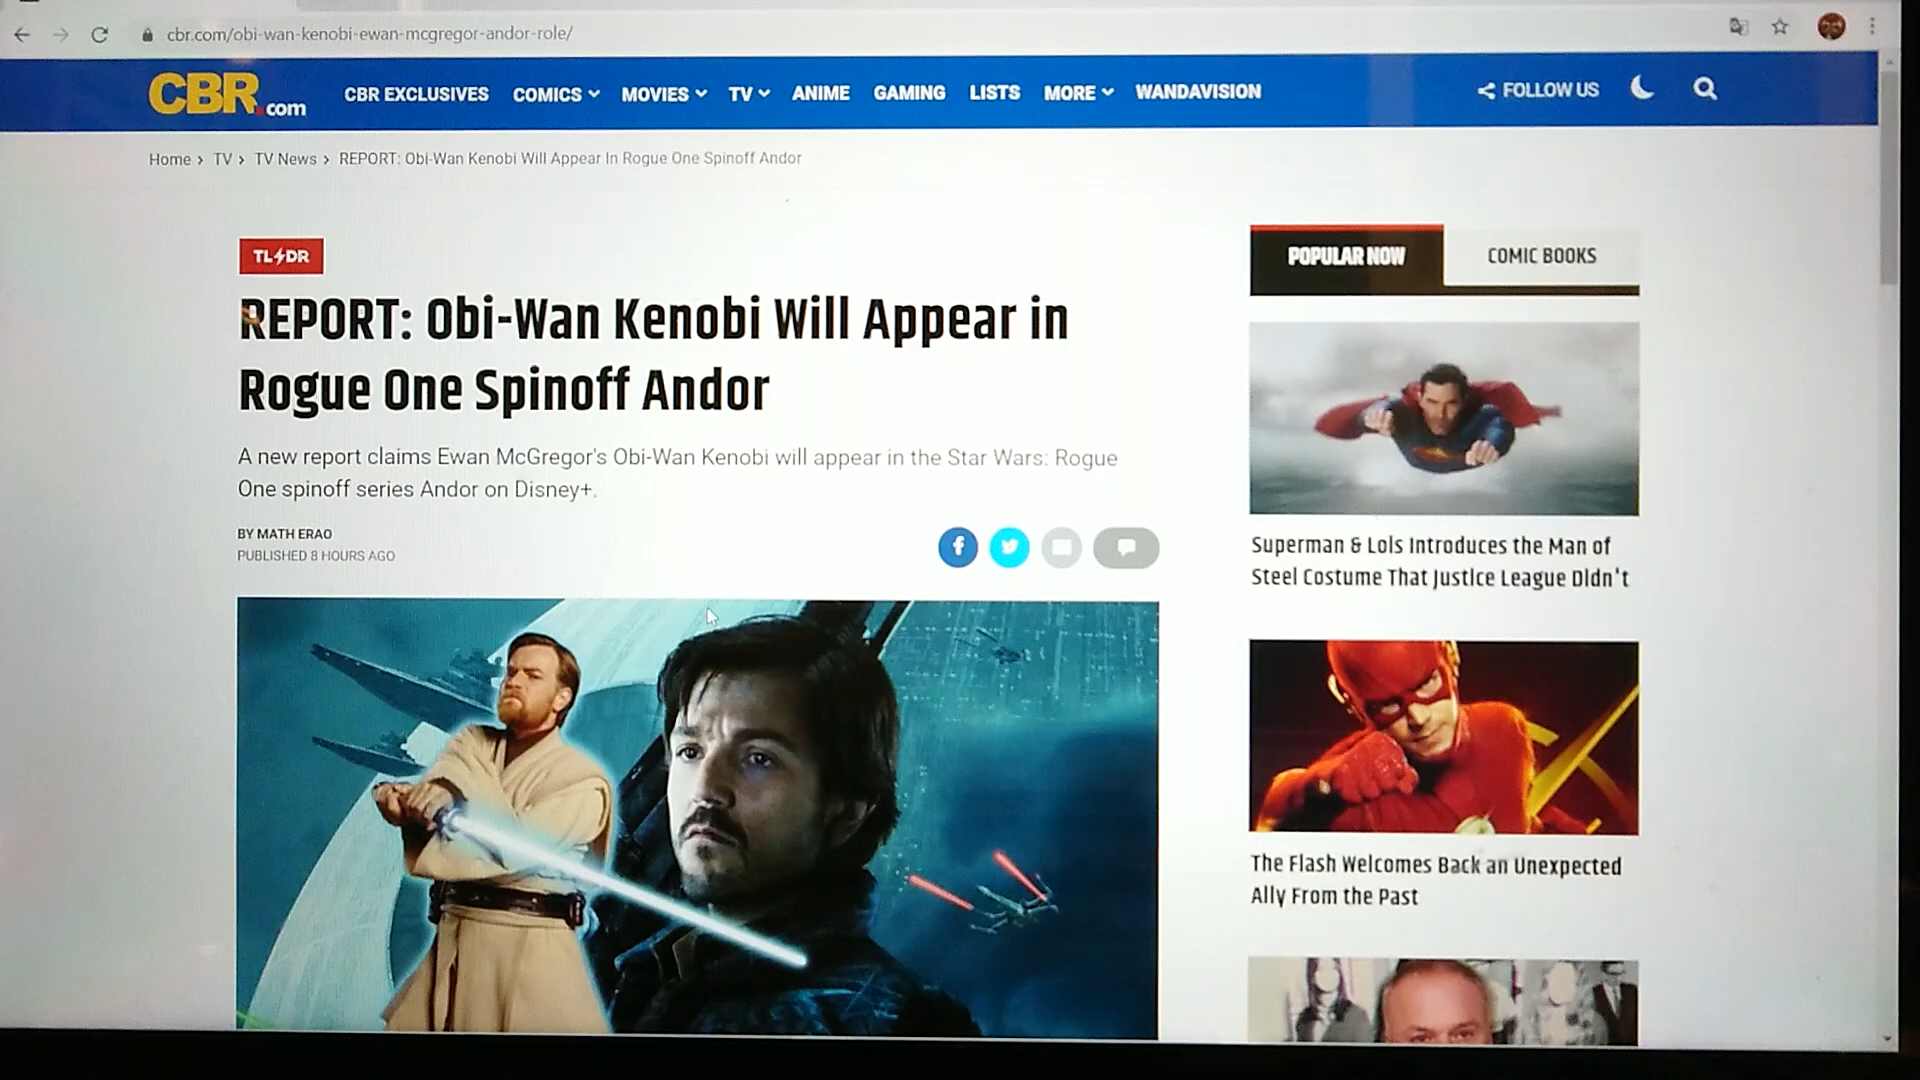 cbr.com/obi-wan-kenobi-ewan-mcgregor-andor-role/
CBR.com
CBR EXCLUSIVES COMICS MOVIES TV ANIME GAMING LISTS MORE WANDAVISION FOLLOW US
Home > TV > TV News > REPORT: Obi-Wan Kenobi Will Appear In Rogue One Spinoff Andor
TL DR
REPORT: Obi-Wan Kenobi Will Appear in
Rogue One Spinoff Andor
A new report claims Ewan McGregor's Obi-Wan Kenobi will appear in the Star Wars: Rogue
One spinoff series Andor on Disney+.
BY MATH ERAO
PUBLISHED 8 HOURS AGO
POPULAR NOW COMIC BOOKS
Superman & Lois Introduces the Man of
Steel Costume That Justice League Didn't
The Flash Welcomes Back an Unexpected
Ally From the Past